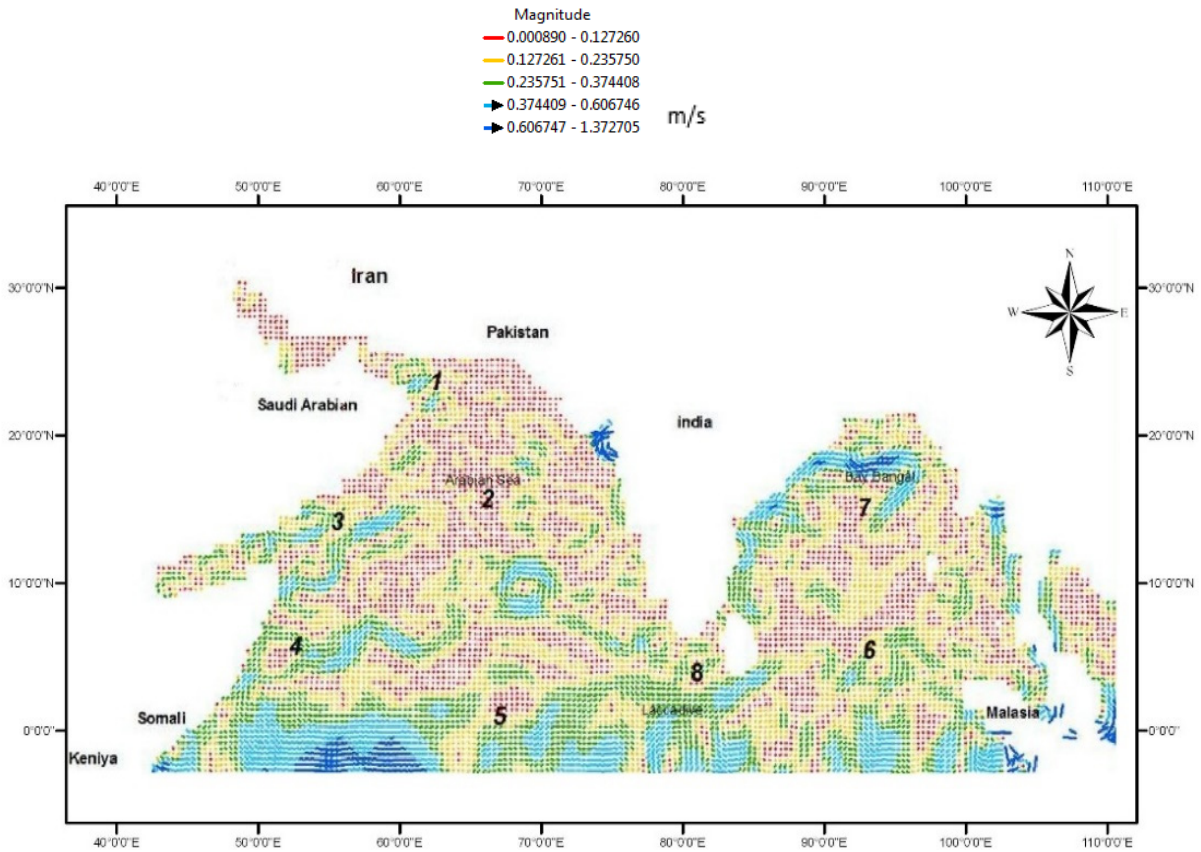 Magnitude
0.000890 - 0.127260
0.127261 - 0.235750
0.235751 - 0.374408
0.374409 - 0.606746
0.606747 - 1.372705
m/s
40°0'0"E 50°0'0"E 60°0'0"E 70°0'0"E 80°0'0"E 90°0'0"E 100°0'0"E 110°0'0"E
N
Iran
30°0'0"N 30°0'0"N
W E
Pakistan
S
1
Saudi Arabian
india
20°0'0"N 20°0'0"N
Arabian Sea
Bay Bangal
2
7
3
10°0'0"N 10°0'0"N
4
6
8
Laccadive
Malasia
5
Somali
0°0'0" 0°0'0"
Keniya
40°0'0"E 50°0'0"E 60°0'0"E 70°0'0"E 80°0'0"E 90°0'0"E 100°0'0"E 110°0'0"E